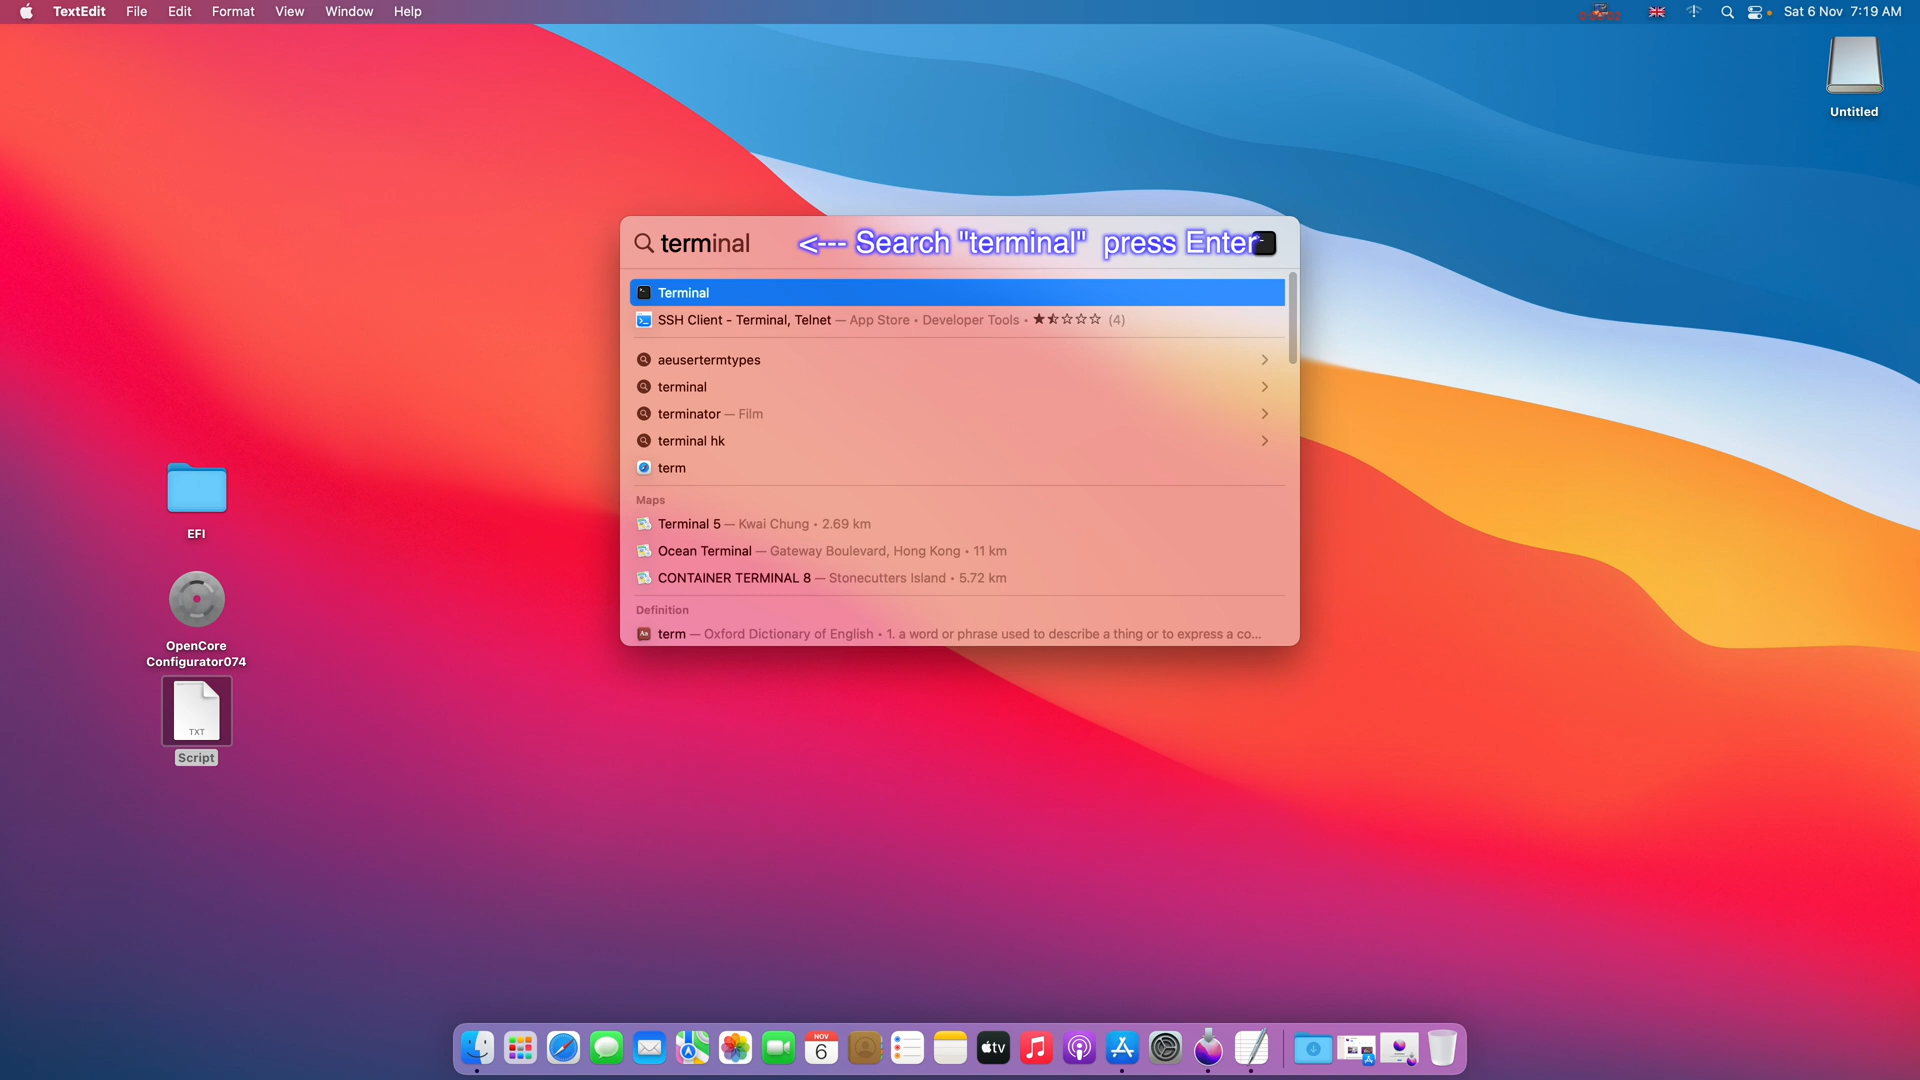 TextEdit File Edit Format View Window Help
Sat 6 Nov 7:19 AM
Untitled
terminal <--- Search "terminal" press Enter
Terminal
SSH Client - Terminal, Telnet — App Store • Developer Tools • ★ (4)
aeusertermtypes
terminal
terminator — Film
terminal hk
term
Maps
Terminal 5 — Kwai Chung • 2.69 km
Ocean Terminal — Gateway Boulevard, Hong Kong • 11 km
CONTAINER TERMINAL 8 — Stonecutters Island • 5.72 km
Definition
term — Oxford Dictionary of English • 1. a word or phrase used to describe a thing or to express a co...
EFI
OpenCore
Configurator074
TXT
Script
NOV
6
tv